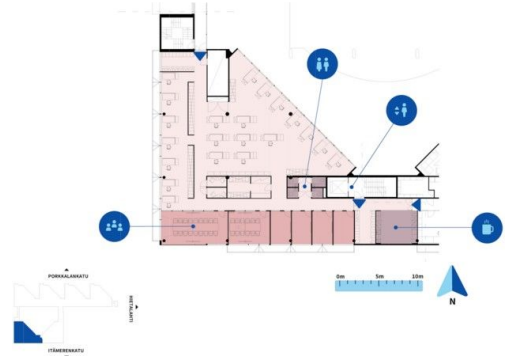 0m 5m 10m
N
PORKKALANKATU
HIETALAHTI
ITÄMERENKATU